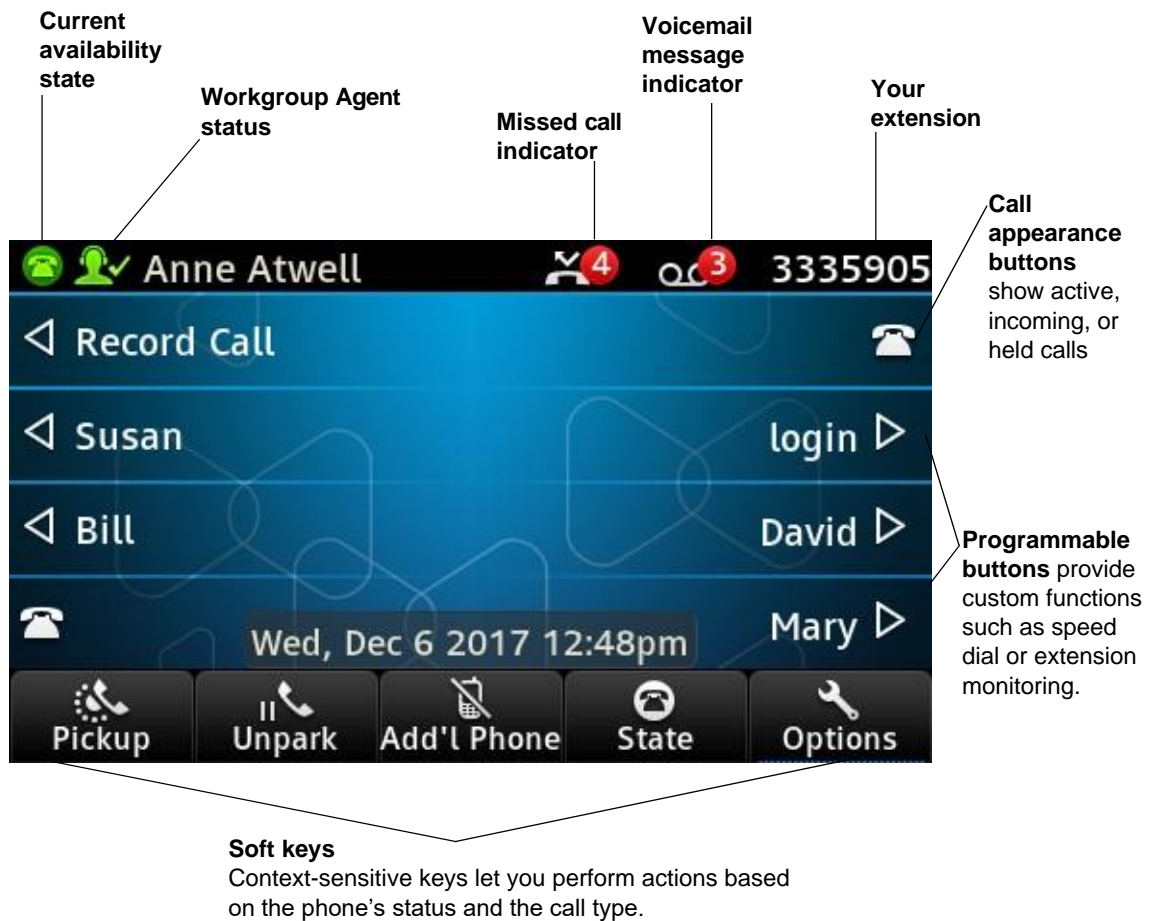 Current
availability
state
Workgroup Agent
status
Missed call
indicator
Voicemail
message
indicator
Your
extension
Call
appearance
buttons
show active,
incoming, or
held calls
Anne Atwell 4 3 3335905
Record Call
Susan login
Bill David
Mary
Wed, Dec 6 2017 12:48pm
Pickup Unpark Add'l Phone State Options
Programmable
buttons provide
custom functions
such as speed
dial or extension
monitoring.
Soft keys
Context-sensitive keys let you perform actions based
on the phone's status and the call type.